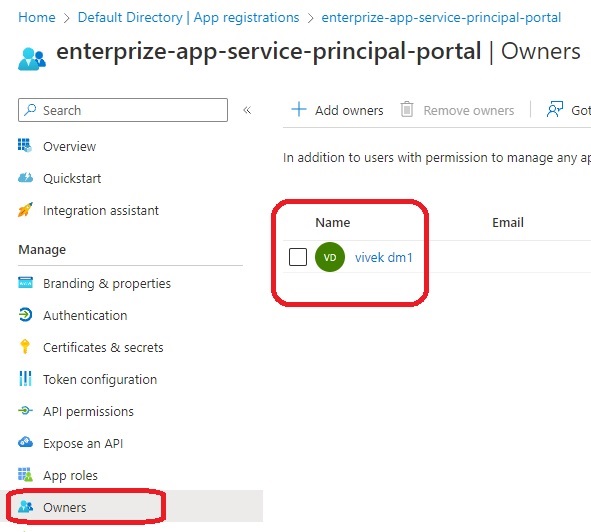 Home > Default Directory | App registrations > enterprize-app-service-principal-portal
enterprize-app-service-principal-portal | Owners
Search
«
Add owners
Remove owners
Got
Overview
Quickstart
Integration assistant
In addition to users with permission to manage any ap
Manage
Name
Email
VD
vivek dm1
Branding & properties
Authentication
Certificates & secrets
Token configuration
API permissions
Expose an API
App roles
Owners